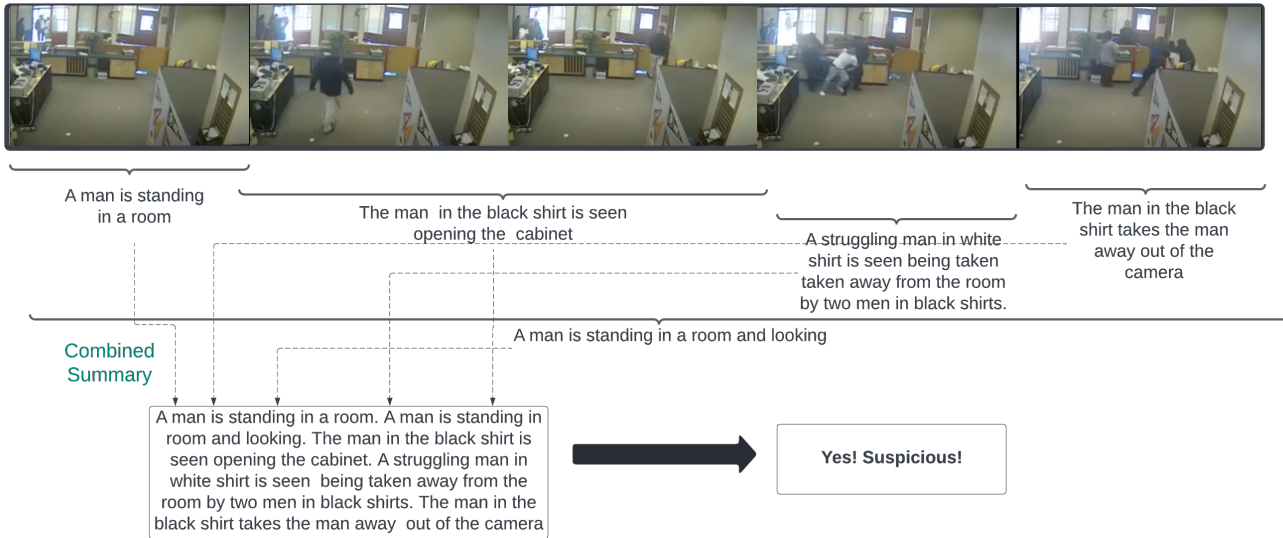 A man is standing
in a room
The man in the black shirt is seen
opening the cabinet
A struggling man in white
shirt is seen being taken
taken away from the room
by two men in black shirts.
The man in the black
shirt takes the man
away out of the
camera
A man is standing in a room and looking
Combined
Summary
A man is standing in a room. A man is standing in
room and looking. The man in the black shirt is
seen opening the cabinet. A struggling man in
white shirt is seen being taken away from the
room by two men in black shirts. The man in the
black shirt takes the man away out of the camera
Yes! Suspicious!